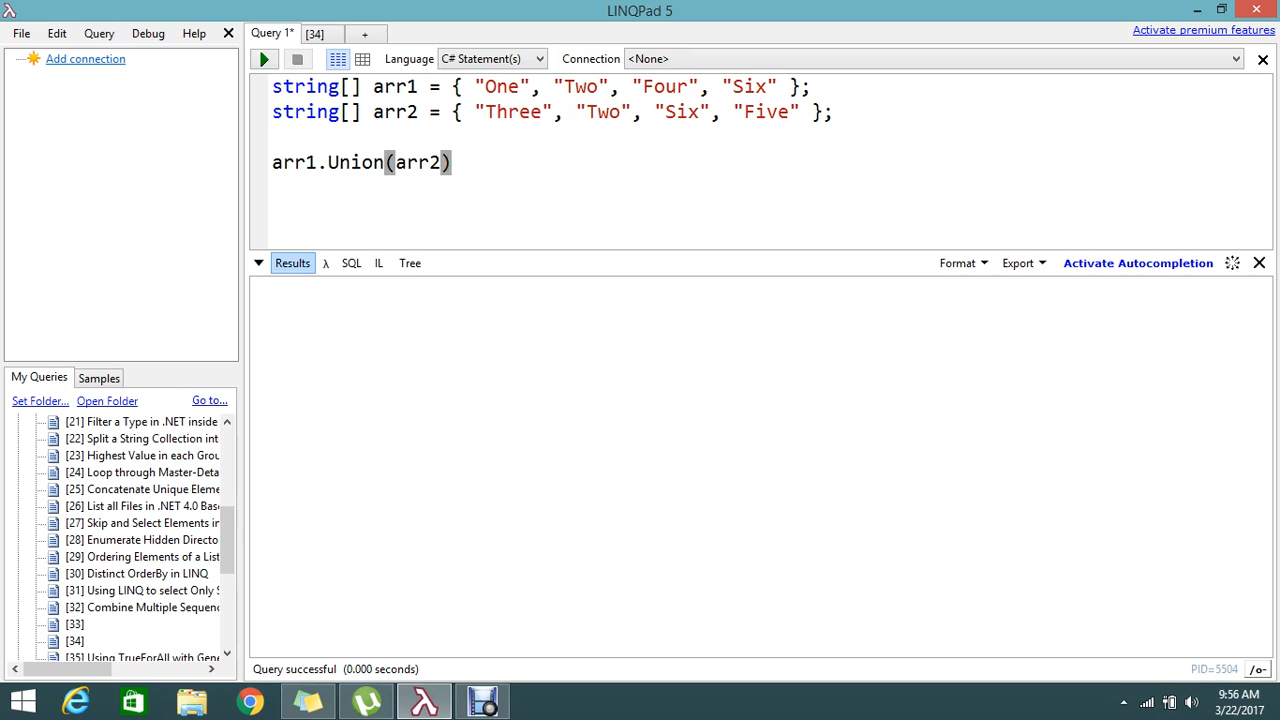 LINQPad 5
File Edit Query Debug Help
Query 1* [34] +
Activate premium features
Add connection
Language C# Statement(s) Connection <None>
string[] arr1 = { "One", "Two", "Four", "Six" };
string[] arr2 = { "Three", "Two", "Six", "Five" };
arr1.Union(arr2)
Results λ SQL IL Tree
Format Export Activate Autocompletion
My Queries Samples
Set Folder... Open Folder Go to...
[21] Filter a Type in .NET inside
[22] Split a String Collection int
[23] Highest Value in each Grou
[24] Loop through Master-Deta
[25] Concatenate Unique Eleme
[26] List all Files in .NET 4.0 Base
[27] Skip and Select Elements in
[28] Enumerate Hidden Directo
[29] Ordering Elements of a List
[30] Distinct OrderBy in LINQ
[31] Using LINQ to select Only S
[32] Combine Multiple Sequenc
[33]
[34]
[35] Using TrueForAll with Gene
Query successful (0.000 seconds)
PID=5504 /o-
9:56 AM
3/22/2017